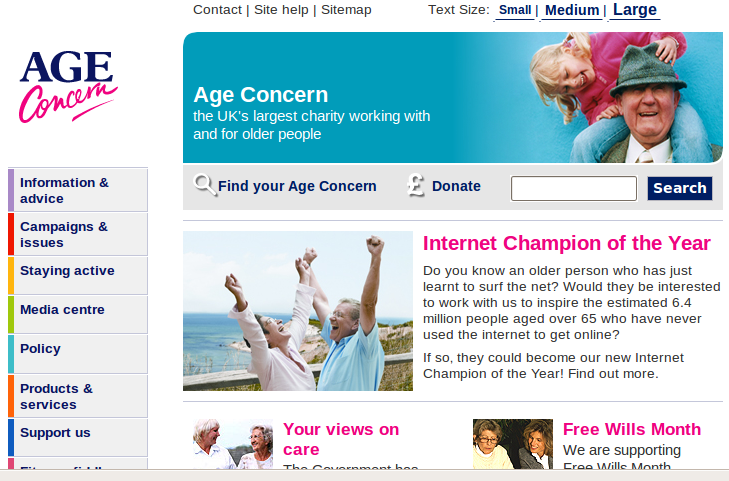 Contact | Site help | Sitemap
Text Size: Small | Medium | Large
AGE
Concern
Age Concern
the UK's largest charity working with
and for older people
Find your Age Concern
£ Donate
Search
Information &
advice
Campaigns &
issues
Staying active
Media centre
Policy
Products &
services
Support us
Internet Champion of the Year
Do you know an older person who has just
learnt to surf the net? Would they be interested
to work with us to inspire the estimated 6.4
million people aged over 65 who have never
used the internet to get online?
If so, they could become our new Internet
Champion of the Year! Find out more.
Your views on
care
The Government has
Free Wills Month
We are supporting
Free Wills Month